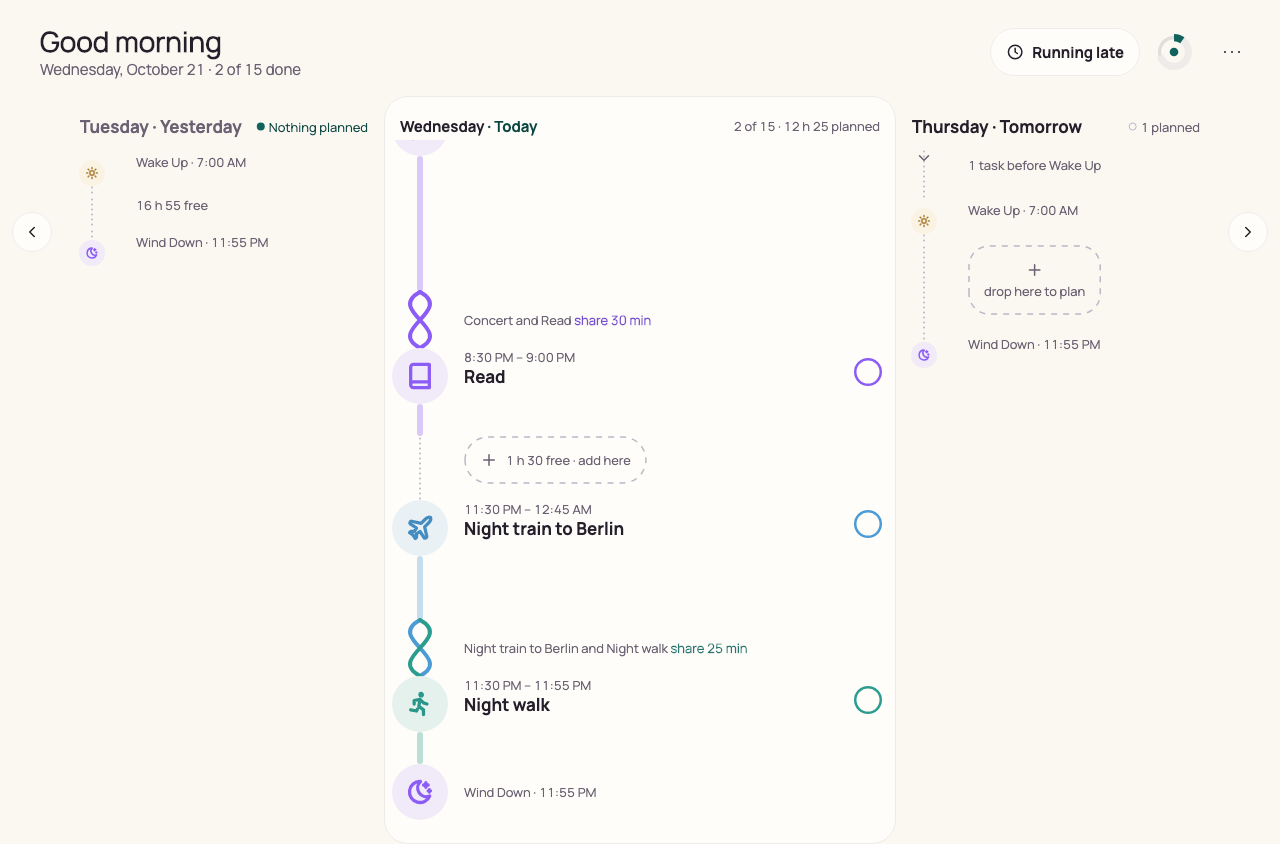 Good morning
Wednesday, October 21 · 2 of 15 done
Running late
Tuesday · Yesterday
Nothing planned
Wake Up · 7:00 AM
16 h 55 free
Wind Down · 11:55 PM
Wednesday · Today
2 of 15 · 12 h 25 planned
Concert and Read share 30 min
8:30 PM – 9:00 PM
Read
1 h 30 free · add here
11:30 PM – 12:45 AM
Night train to Berlin
Night train to Berlin and Night walk share 25 min
11:30 PM – 11:55 PM
Night walk
Wind Down · 11:55 PM
Thursday · Tomorrow
1 planned
1 task before Wake Up
Wake Up · 7:00 AM
drop here to plan
Wind Down · 11:55 PM